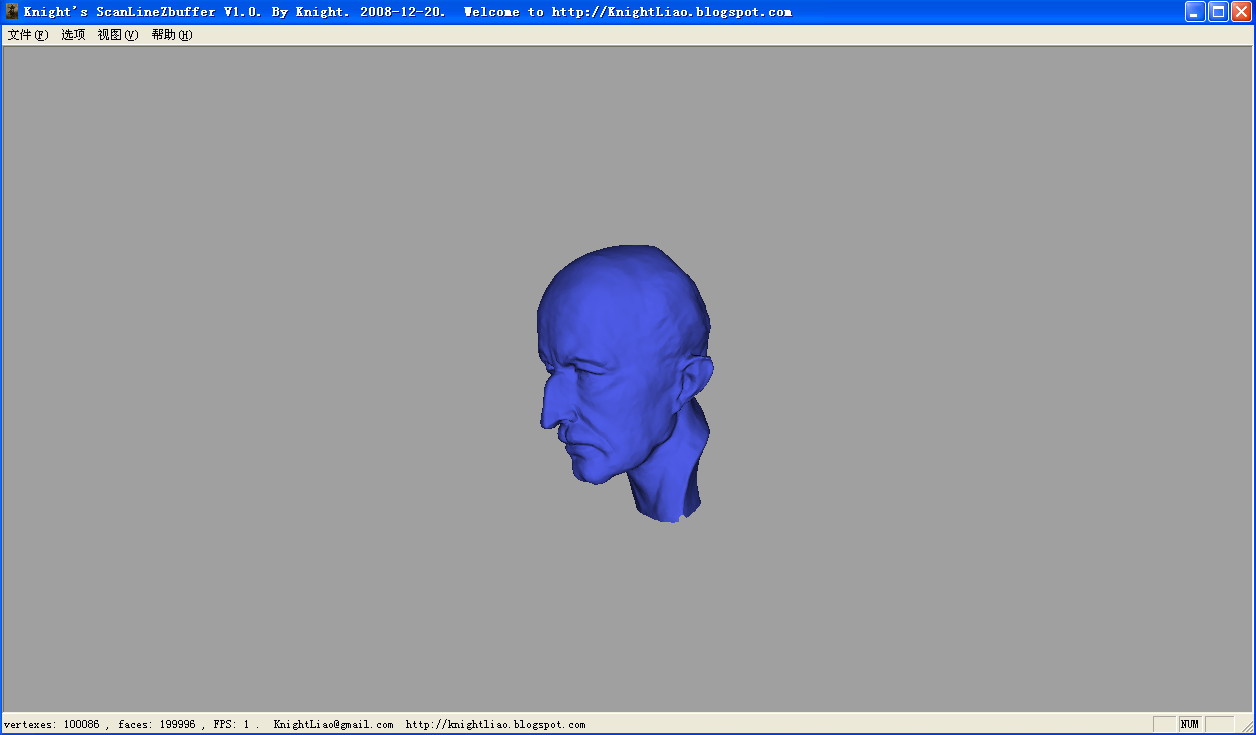 Knight's ScanLineZbuffer V1.0. By Knight. 2008-12-20.  Welcome to http://KnightLiao.blogspot.com
文件(F) 选项 视图(V) 帮助(H)
vertexes: 100086 , faces: 199996 , FPS: 1 .  KnightLiao@gmail.com  http://knightliao.blogspot.com NUM